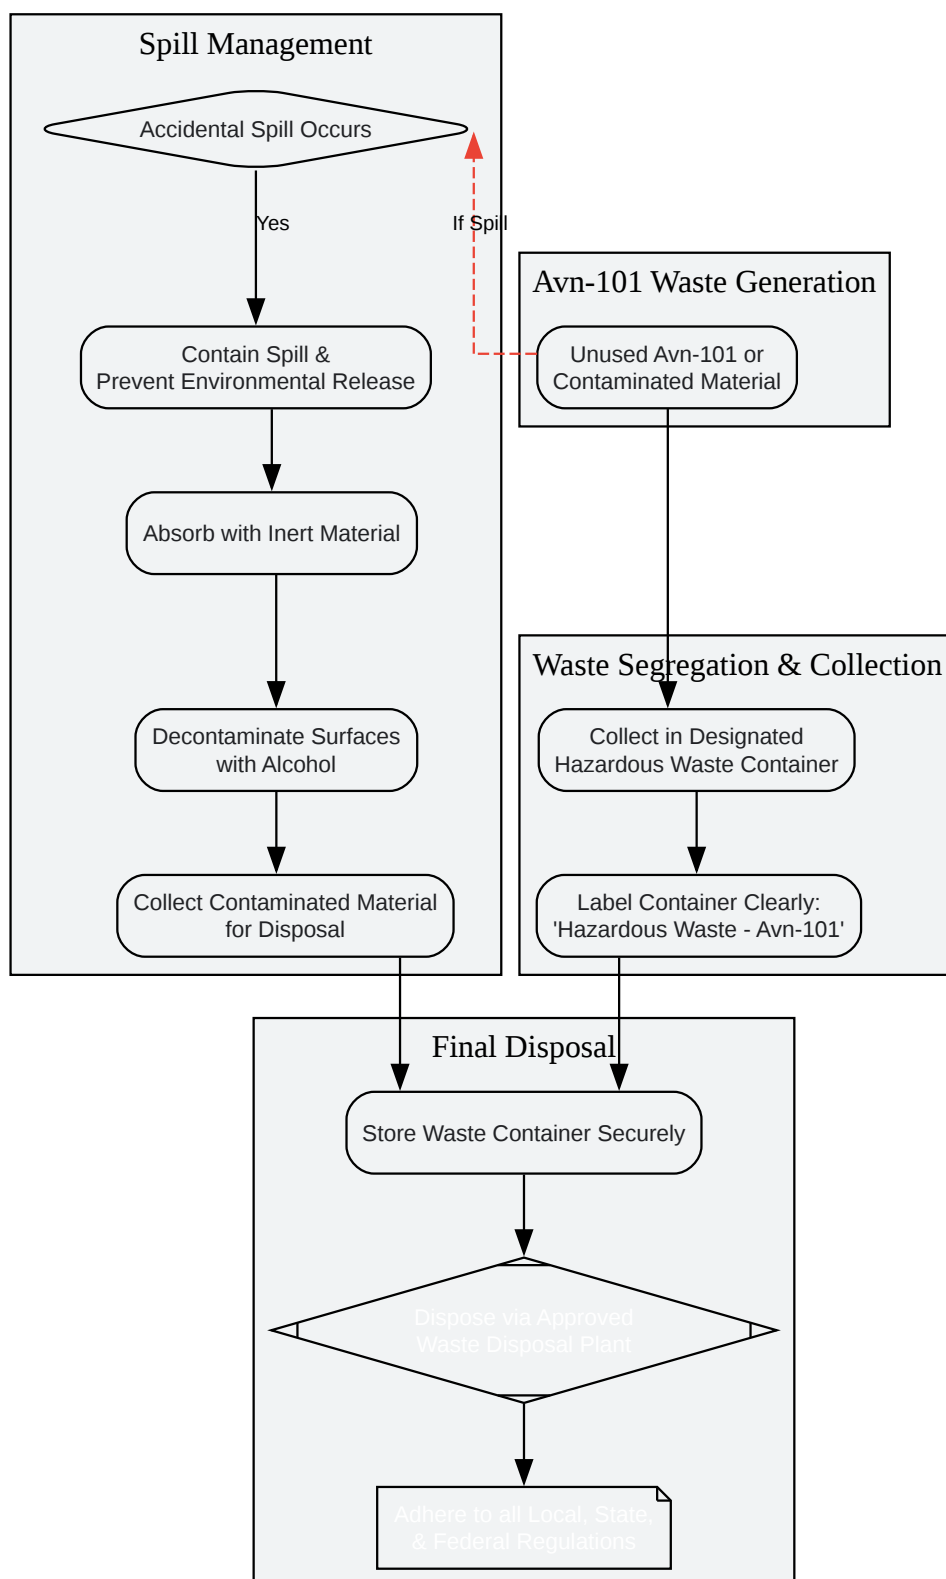 Spill Management
Accidental Spill Occurs
Yes
If Spill
Contain Spill &
Prevent Environmental Release
Absorb with Inert Material
Decontaminate Surfaces
with Alcohol
Collect Contaminated Material
for Disposal
Avn-101 Waste Generation
Unused Avn-101 or
Contaminated Material
Waste Segregation & Collection
Collect in Designated
Hazardous Waste Container
Label Container Clearly:
'Hazardous Waste - Avn-101'
Final Disposal
Store Waste Container Securely
Dispose via Approved
Waste Disposal Plant
Adhere to all Local, State,
& Federal Regulations